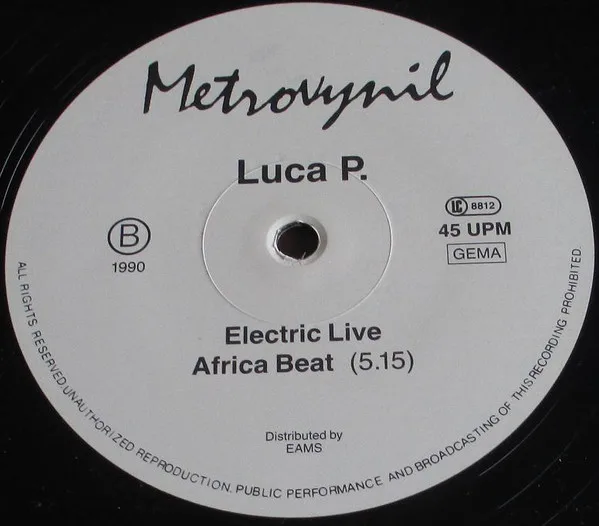 Metrovynil
Luca P.
B
1990
LC 8812
45 UPM
GEMA
Electric Live
Africa Beat (5.15)
Distributed by
EAMS
ALL RIGHTS RESERVED.UNAUTHORIZED REPRODUCTION. PUBLIC PERFORMANCE AND BROADCASTING OF THIS RECORDING PROHIBITED.